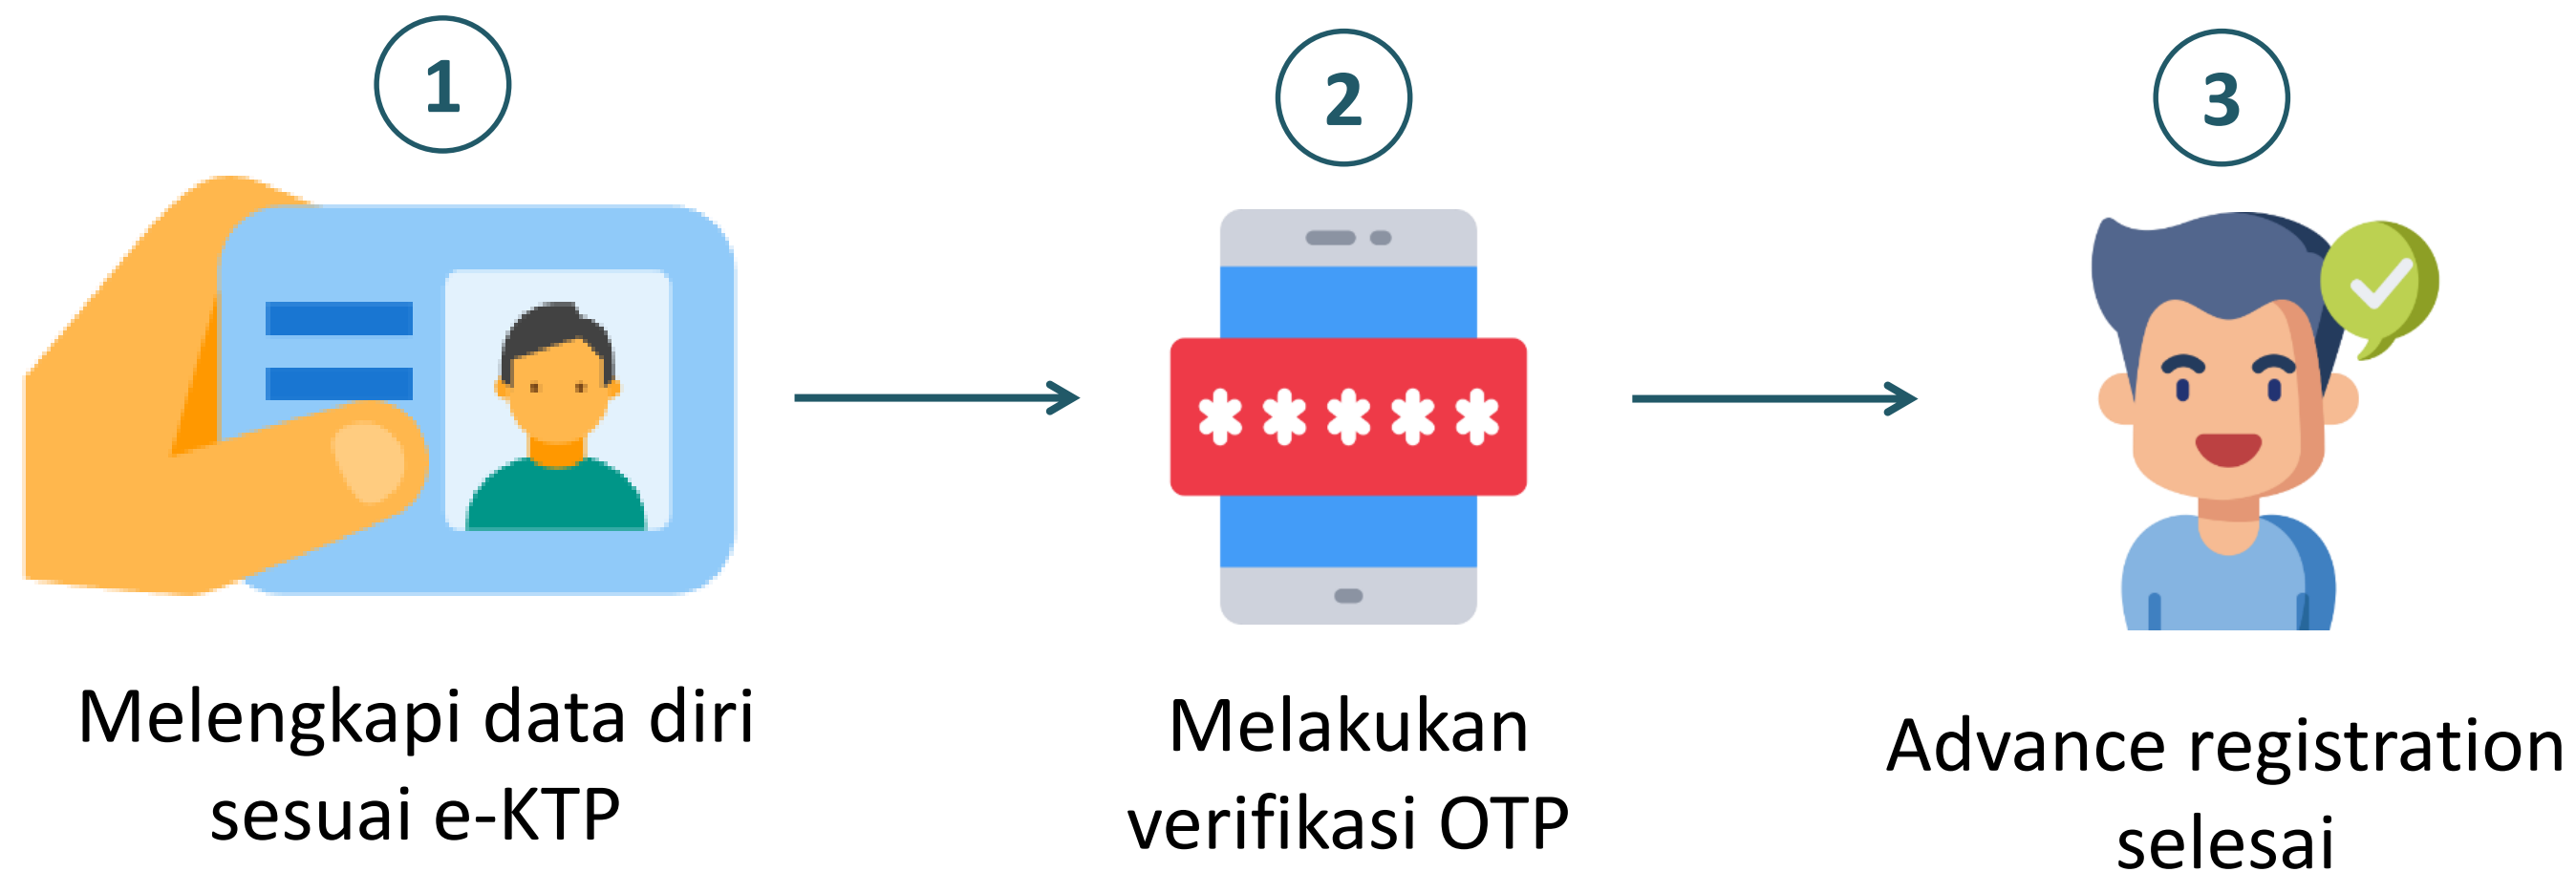 1
Melengkapi data diri
sesuai e-KTP
2
*****
Melakukan
verifikasi OTP
3
Advance registration
selesai